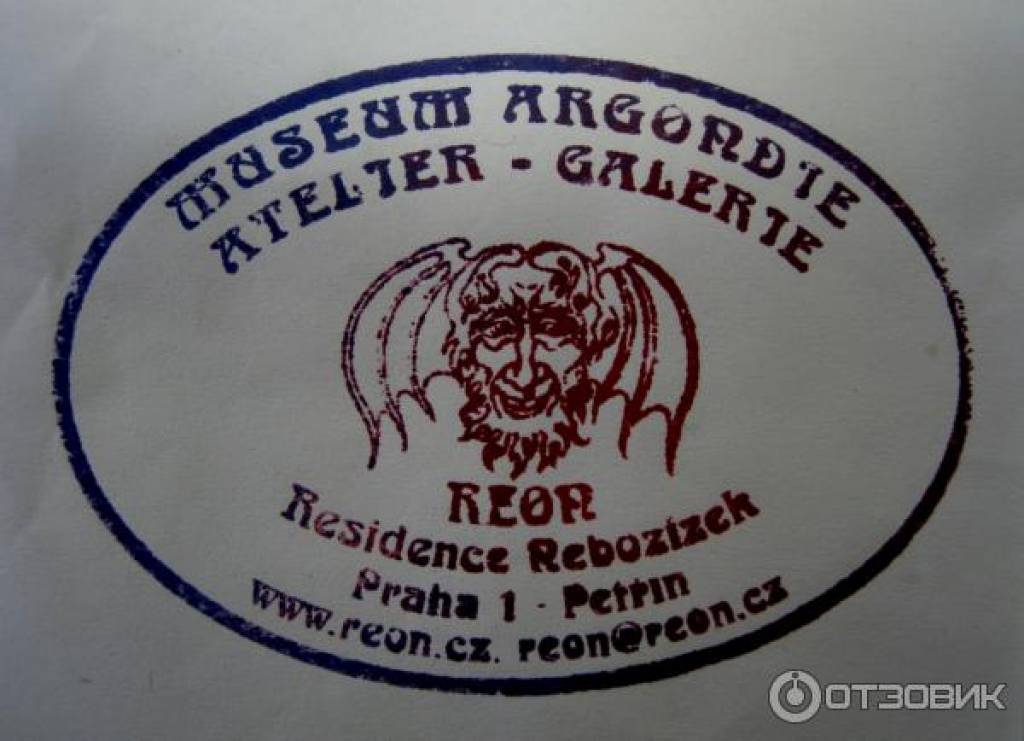 MUSEUM ARGONDIE
ATELIER - GALERIE
REON
Residence Rebozizek
Praha 1 - Petrin
www.reon.cz. reon@reon.cz
ОТЗОВИК